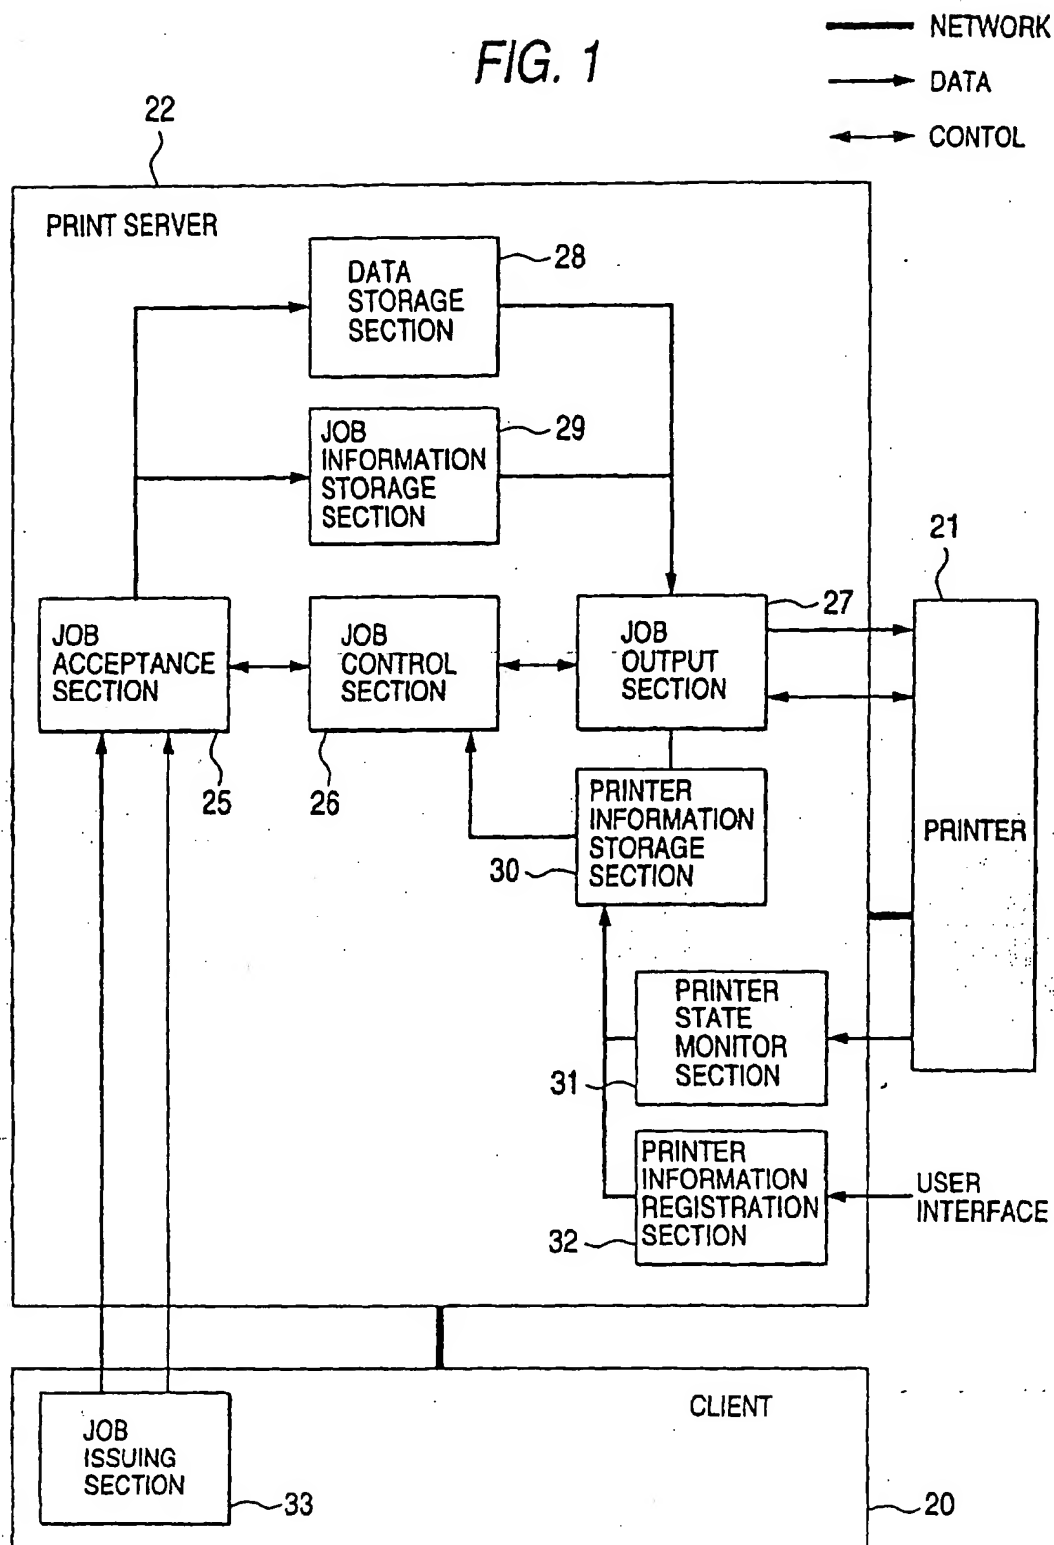 FIG. 1
NETWORK
DATA
CONTOL
22
PRINT SERVER
DATA
STORAGE
SECTION
28
JOB
INFORMATION
STORAGE
SECTION
29
21
JOB
ACCEPTANCE
SECTION
25
JOB
CONTROL
SECTION
26
JOB
OUTPUT
SECTION
27
PRINTER
INFORMATION
STORAGE
SECTION
30
PRINTER
PRINTER
STATE
MONITOR
SECTION
31
PRINTER
INFORMATION
REGISTRATION
SECTION
32
USER
INTERFACE
CLIENT
JOB
ISSUING
SECTION
33
20